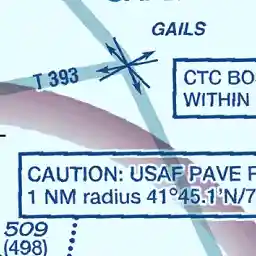 GAILS
T 393
CTC BO
WITHIN
CAUTION: USAF PAVE
1 NM radius 41°45.1'N/7
509
(498)